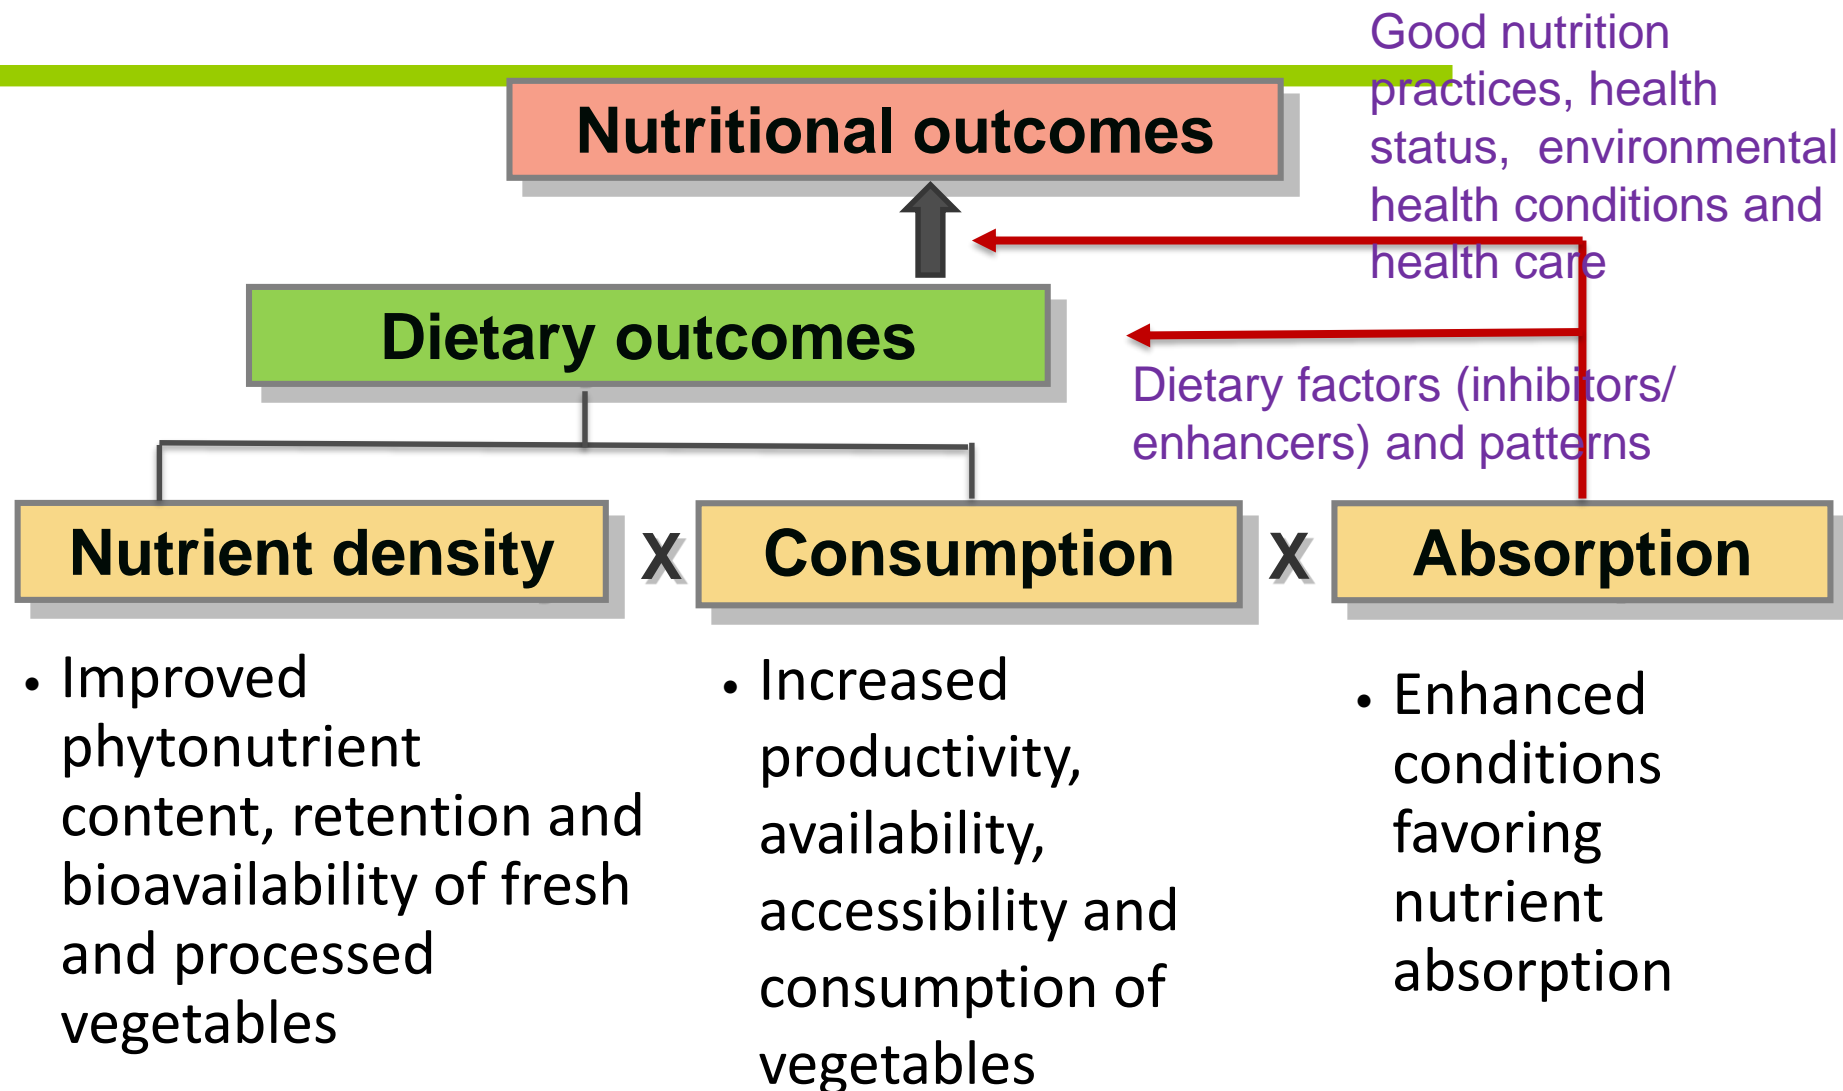 Good nutrition
practices, health
status, environmental
health conditions and
health care
Nutritional outcomes
Dietary outcomes
Dietary factors (inhibitors/
enhancers) and patterns
Nutrient density
X
Consumption
X
Absorption
• Improved
phytonutrient
content, retention and
bioavailability of fresh
and processed
vegetables
• Increased
productivity,
availability,
accessibility and
consumption of
vegetables
• Enhanced
conditions
favoring
nutrient
absorption